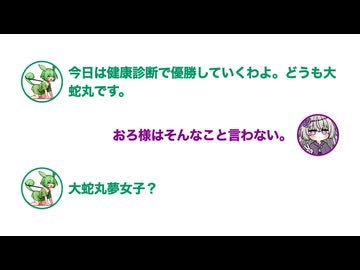 今日は健康診断で優勝していくわよ。どうも大
蛇丸です。
おろ様はそんなこと言わない。
大蛇丸夢女子？